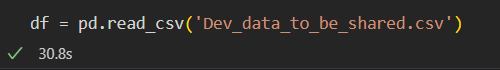 df = pd.read_csv('Dev_data_to_be_shared.csv')
30.8s